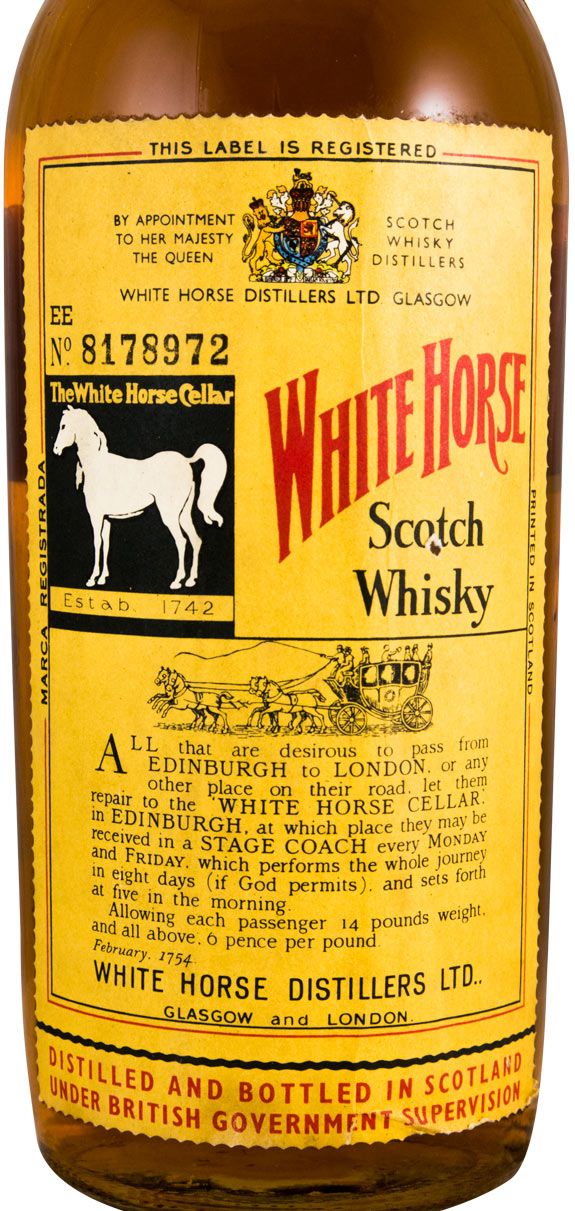 THIS LABEL IS REGISTERED
BY APPOINTMENT
TO HER MAJESTY
THE QUEEN
SCOTCH
WHISKY
DISTILLERS
WHITE HORSE DISTILLERS LTD. GLASGOW
EE
Nº 8178972
The White Horse Cellar
Estab. 1742
MARCA REGISTRADA
WHITE HORSE
Scotch
Whisky
PRINTED IN SCOTLAND
ALL that are desirous to pass from
EDINBURGH to LONDON, or any
other place on their road, let them
repair to the "WHITE HORSE CELLAR,"
in EDINBURGH, at which place they may be
received in a STAGE COACH every MONDAY
and FRIDAY, which performs the whole journey
in eight days (if God permits), and sets forth
at five in the morning.
Allowing each passenger 14 pounds weight,
and all above, 6 pence per pound.
February, 1754.
WHITE HORSE DISTILLERS LTD.,
GLASGOW and LONDON.
DISTILLED AND BOTTLED IN SCOTLAND
UNDER BRITISH GOVERNMENT SUPERVISION